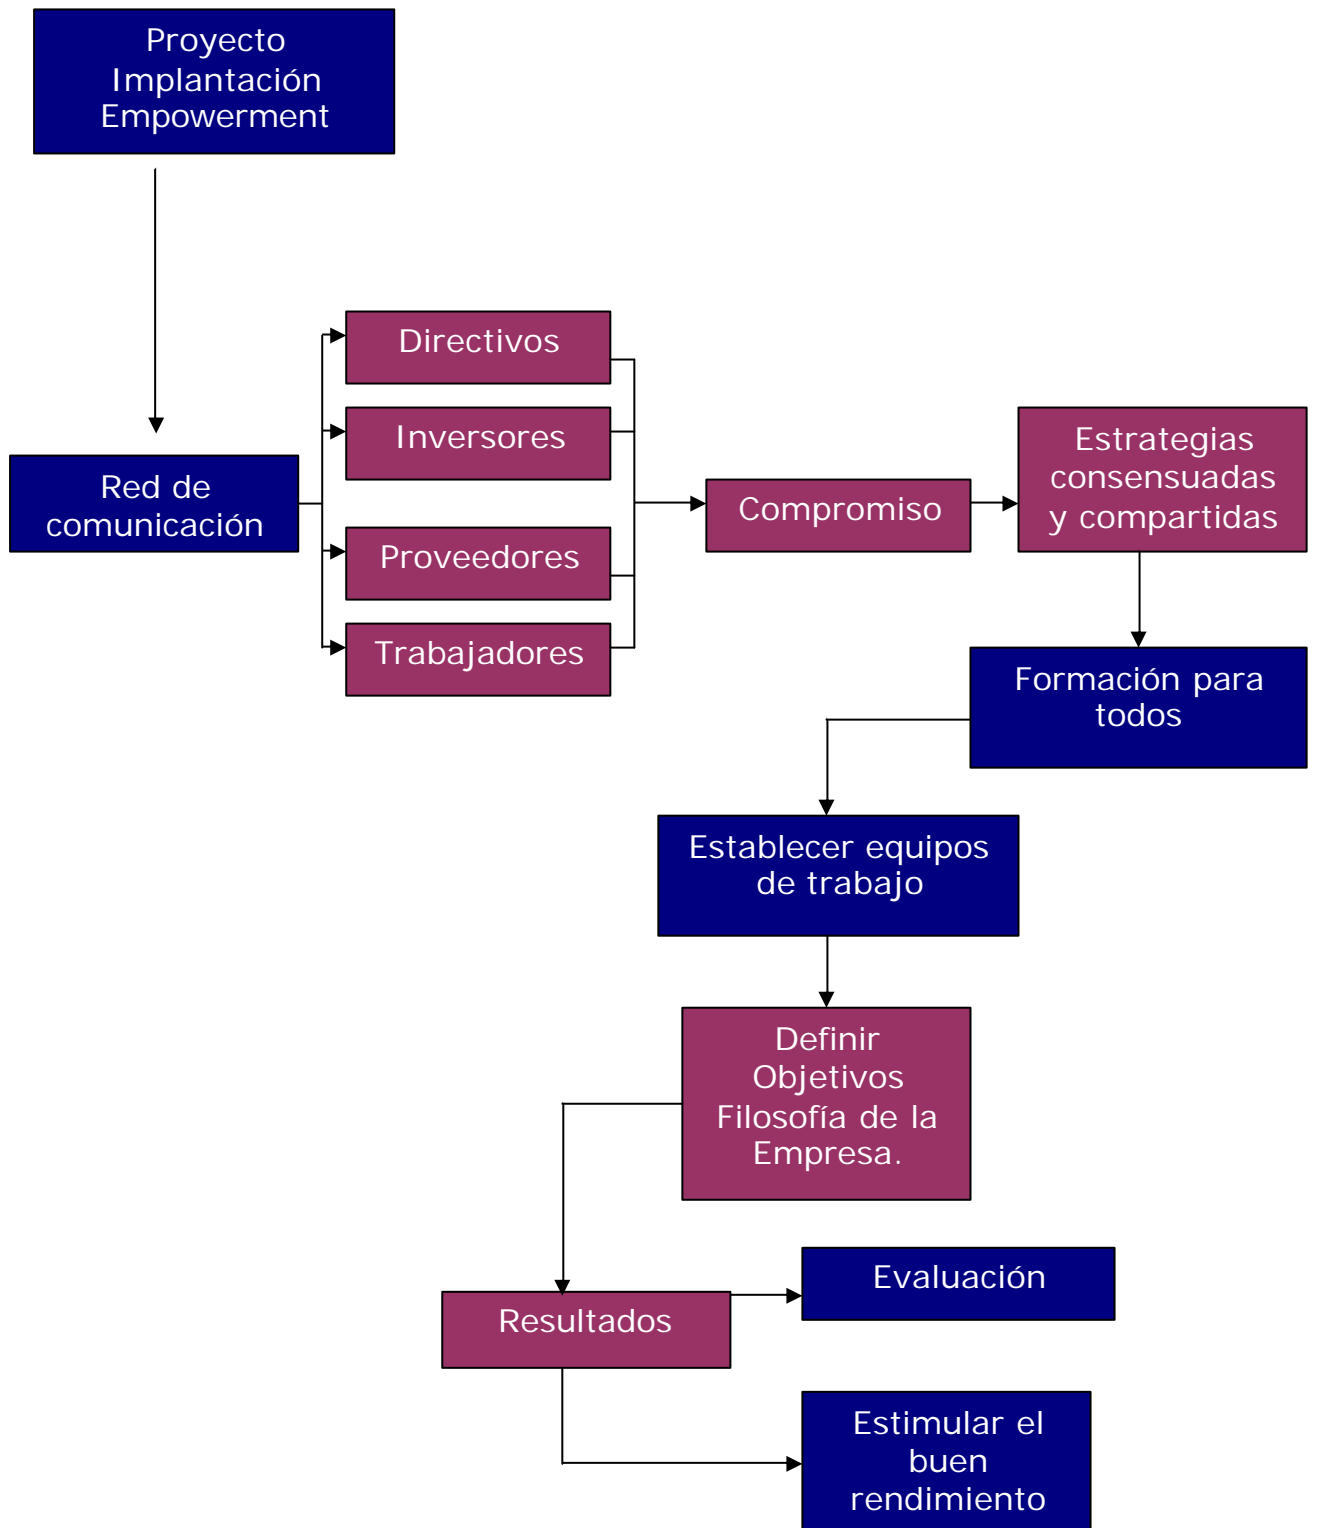 Proyecto
Implantación
Empowerment
Directivos
Inversores
Red de
comunicación
Proveedores
Trabajadores
Compromiso
Estrategias
consensuadas
y compartidas
Formación para
todos
Establecer equipos
de trabajo
Definir
Objetivos
Filosofía de la
Empresa.
Resultados
Evaluación
Estimular el
buen
rendimiento